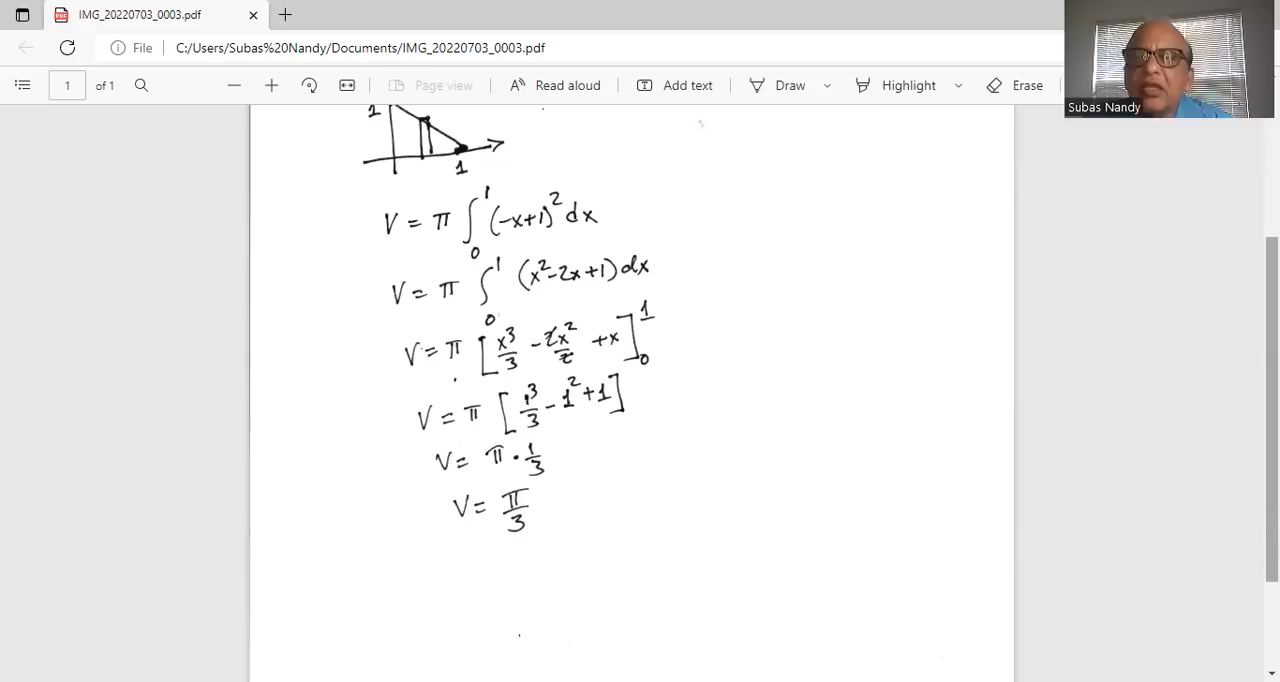 IMG_20220703_0003.pdf
File C:/Users/Subas%20Nandy/Documents/IMG_20220703_0003.pdf
1 of 1 Page view Read aloud Add text Draw Highlight Erase
Subas Nandy
1
1
V = π ∫₀¹ (-x+1)² dx
V = π ∫₀¹ (x²-2x+1) dx
V = π [x³/3 - 2x²/2 + x]₀¹
V = π [1³/3 - 1² + 1]
V = π · 1/3
V = π/3